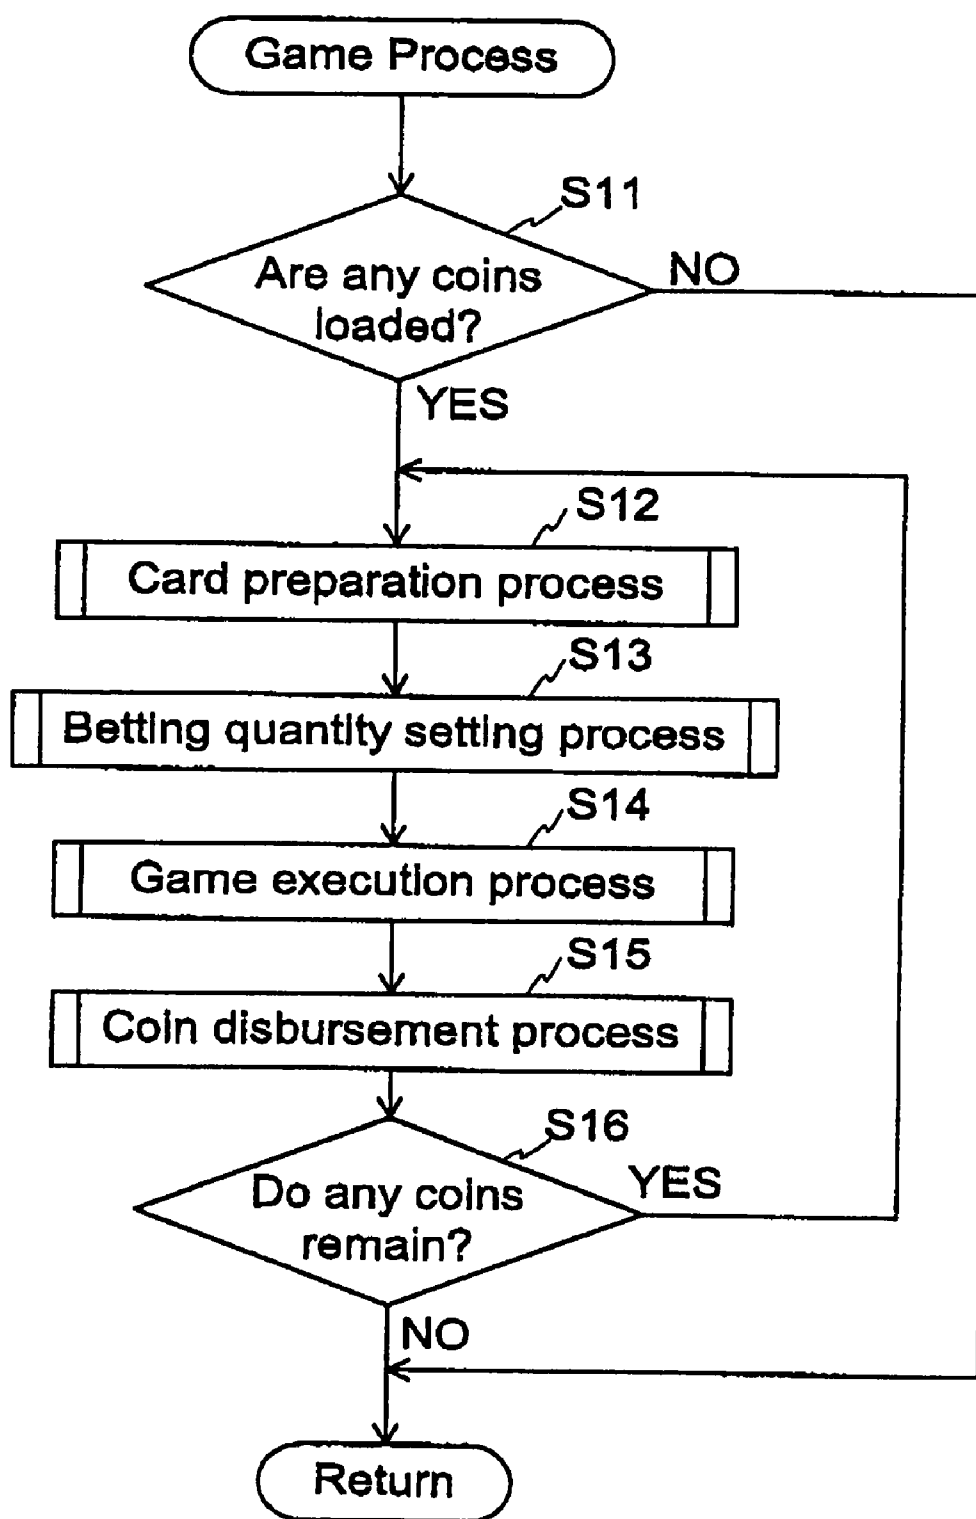 Game Process
S11
Are any coins
loaded?
NO
YES
S12
Card preparation process
S13
Betting quantity setting process
S14
Game execution process
S15
Coin disbursement process
S16
Do any coins
remain?
YES
NO
Return